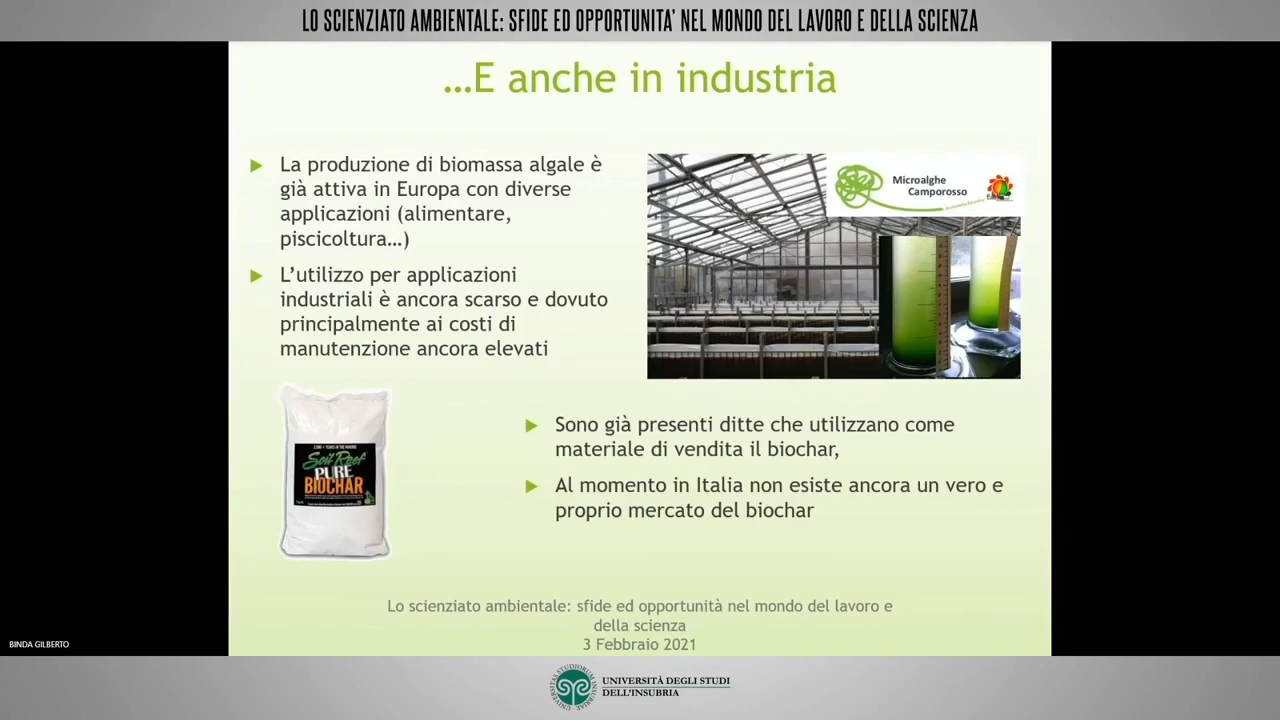 LO SCIENZIATO AMBIENTALE: SFIDE ED OPPORTUNITA' NEL MONDO DEL LAVORO E DELLA SCIENZA
…E anche in industria
La produzione di biomassa algale è
già attiva in Europa con diverse
applicazioni (alimentare,
piscicoltura…)
L'utilizzo per applicazioni
industriali è ancora scarso e dovuto
principalmente ai costi di
manutenzione ancora elevati
Microalghe
Camporosso
Soil Reef
PURE
BIOCHAR
Sono già presenti ditte che utilizzano come
materiale di vendita il biochar,
Al momento in Italia non esiste ancora un vero e
proprio mercato del biochar
Lo scienziato ambientale: sfide ed opportunità nel mondo del lavoro e
della scienza
3 Febbraio 2021
BINDA GILBERTO
UNIVERSITÀ DEGLI STUDI
DELL'INSUBRIA